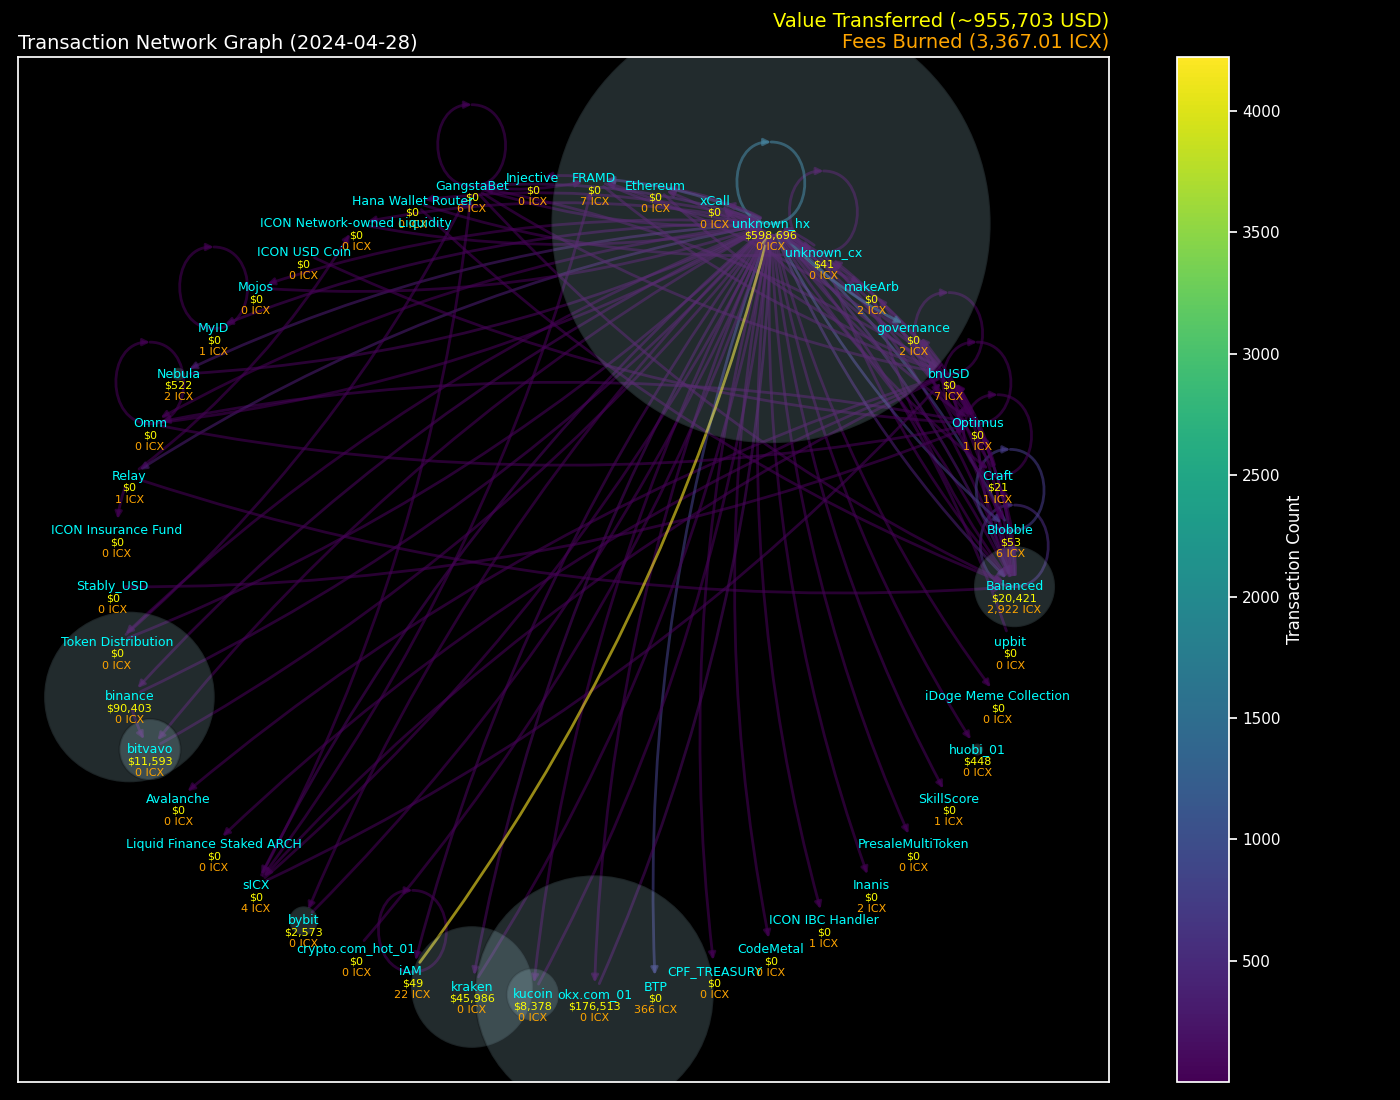 Value Transferred (~955,703 USD)
Transaction Network Graph (2024-04-28)
Fees Burned (3,367.01 ICX)
Injective
$0
0 ICX
FRAMD
$0
7 ICX
GangstaBet
$0
6 ICX
Ethereum
$0
0 ICX
Hana Wallet Router
$0
xCall
$0
0 ICX
ICON Network-owned Liquidity
$0
0 ICX
unknown_hx
$598,696
0 ICX
ICON USD Coin
$0
0 ICX
unknown_cx
$41
0 ICX
Mojos
$0
0 ICX
makeArb
$0
2 ICX
MyID
$0
1 ICX
governance
$0
2 ICX
Nebula
$522
2 ICX
bnUSD
$0
7 ICX
Omm
$0
0 ICX
Optimus
$0
1 ICX
Relay
$0
1 ICX
Craft
$21
1 ICX
ICON Insurance Fund
$0
0 ICX
Blobble
$53
6 ICX
Stably_USD
$0
0 ICX
Balanced
$20,421
2,922 ICX
Token Distribution
$0
0 ICX
upbit
$0
0 ICX
binance
$90,403
0 ICX
iDoge Meme Collection
$0
0 ICX
bitvavo
$11,593
0 ICX
huobi_01
$448
0 ICX
Avalanche
$0
0 ICX
SkillScore
$0
1 ICX
Liquid Finance Staked ARCH
$0
0 ICX
PresaleMultiToken
$0
0 ICX
sICX
$0
4 ICX
Inanis
$0
2 ICX
bybit
$2,573
0 ICX
ICON IBC Handler
$0
1 ICX
crypto.com_hot_01
$0
0 ICX
CodeMetal
$0
0 ICX
iAM
$49
22 ICX
CPF_TREASURY
$0
0 ICX
kraken
$45,986
0 ICX
kucoin
$8,378
0 ICX
okx.com_01
$176,513
0 ICX
BTP
$0
366 ICX
4000
3500
3000
2500
2000
1500
1000
500
Transaction Count